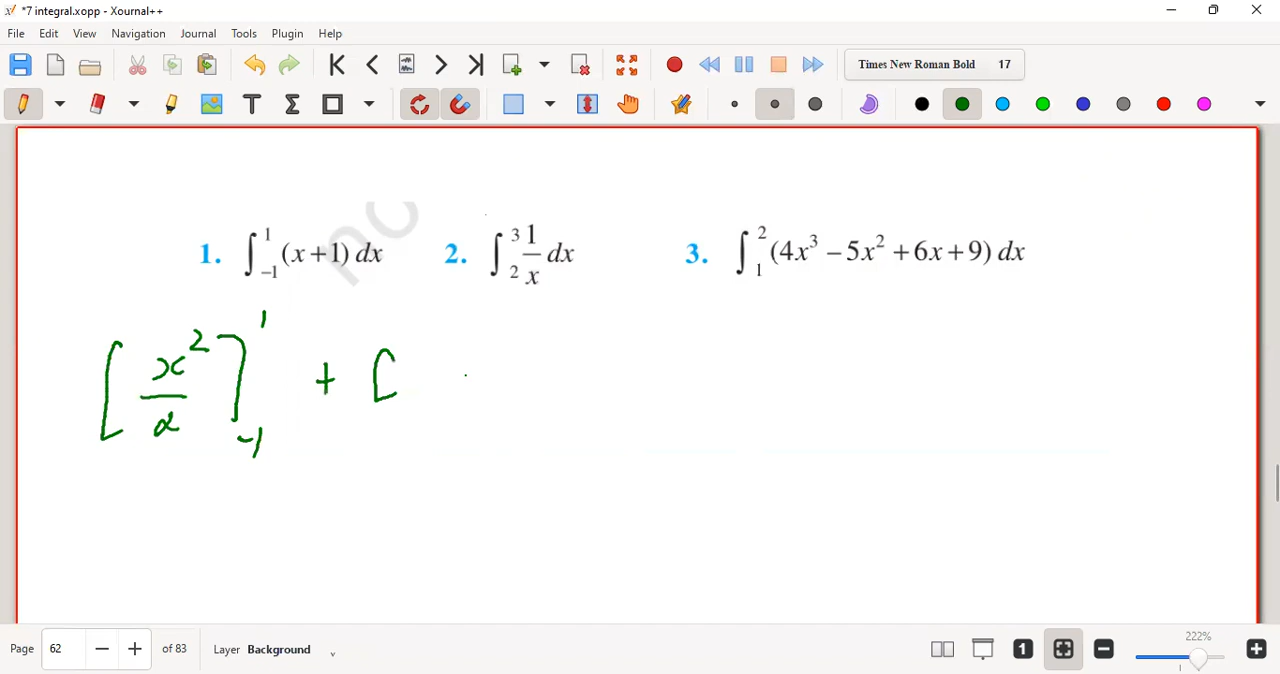 *7 integral.xopp - Xournal++
File Edit View Navigation Journal Tools Plugin Help
Times New Roman Bold 17
nc
1. ∫_{-1}^{1} (x+1) dx 2. ∫_{2}^{3} 1/x dx 3. ∫_{1}^{2} (4x³ − 5x² + 6x + 9) dx
[x²/2]_{-1}^{1} + [
Page 62 of 83 Layer Background 1 222%